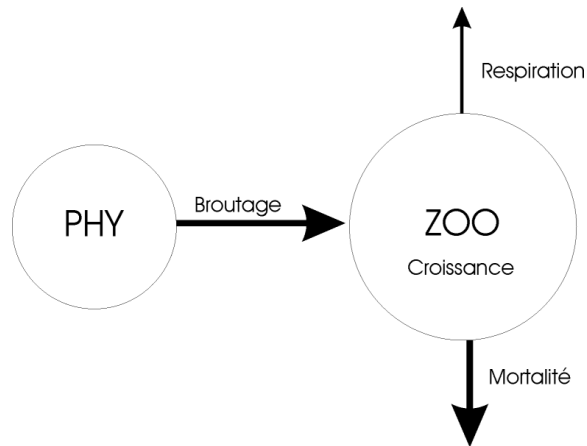 Respiration
Broutage
PHY
ZOO
Croissance
Mortalité